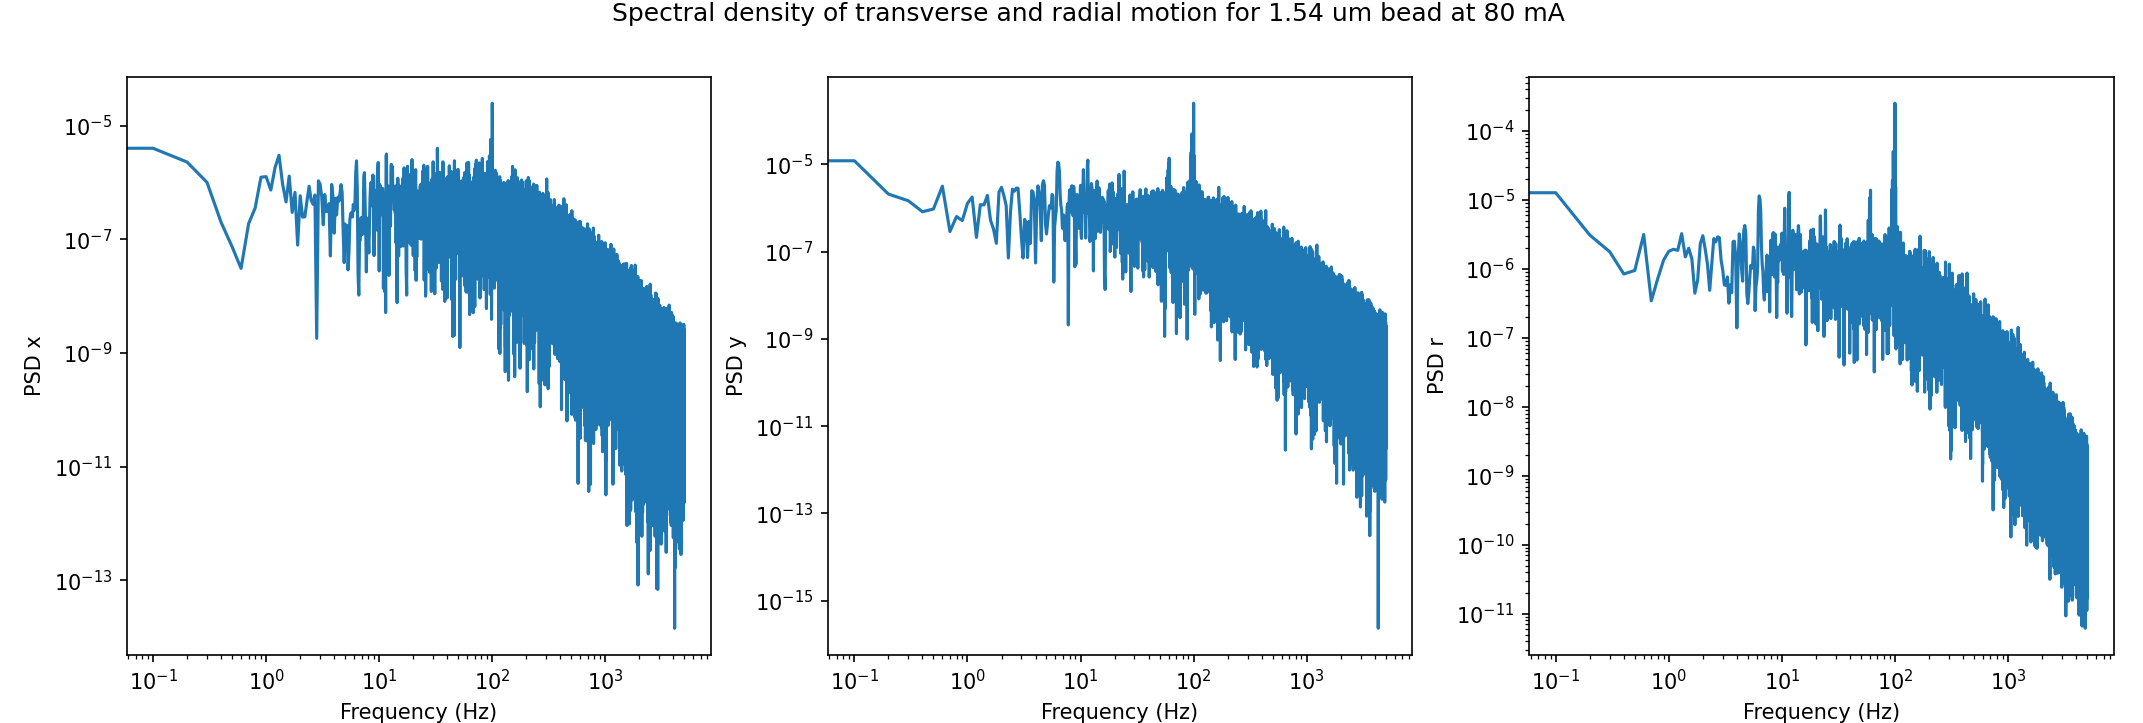 Spectral density of transverse and radial motion for 1.54 um bead at 80 mA
PSD x
10⁻⁵
10⁻⁷
10⁻⁹
10⁻¹¹
10⁻¹³
10⁻¹ 10⁰ 10¹ 10² 10³
Frequency (Hz)
PSD y
10⁻⁵
10⁻⁷
10⁻⁹
10⁻¹¹
10⁻¹³
10⁻¹⁵
10⁻¹ 10⁰ 10¹ 10² 10³
Frequency (Hz)
PSD r
10⁻⁴
10⁻⁵
10⁻⁶
10⁻⁷
10⁻⁸
10⁻⁹
10⁻¹⁰
10⁻¹¹
10⁻¹ 10⁰ 10¹ 10² 10³
Frequency (Hz)